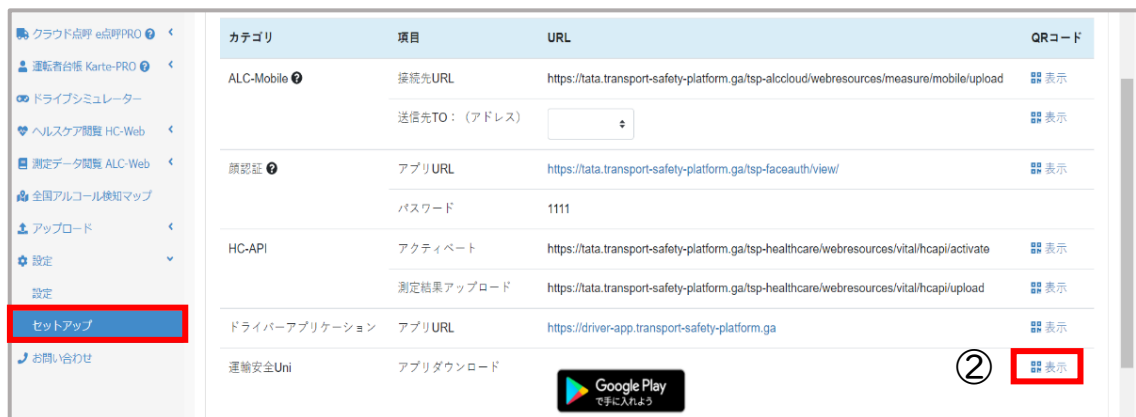 クラウド点呼 e点呼PRO
運転者台帳 Karte-PRO
ドライブシミュレーター
ヘルスケア閲覧 HC-Web
測定データ閲覧 ALC-Web
全国アルコール検知マップ
アップロード
設定
設定
セットアップ
お問い合わせ
カテゴリ 項目 URL QRコード
ALC-Mobile 接続先URL https://tata.transport-safety-platform.ga/tsp-alccloud/webresources/measure/mobile/upload 表示
送信先TO：（アドレス） 表示
顔認証 アプリURL https://tata.transport-safety-platform.ga/tsp-faceauth/view/ 表示
パスワード 1111
HC-API アクティベート https://tata.transport-safety-platform.ga/tsp-healthcare/webresources/vital/hcapi/activate 表示
測定結果アップロード https://tata.transport-safety-platform.ga/tsp-healthcare/webresources/vital/hcapi/upload 表示
ドライバーアプリケーション アプリURL https://driver-app.transport-safety-platform.ga 表示
運輸安全Uni アプリダウンロード ② 表示
Google Play
で手に入れよう